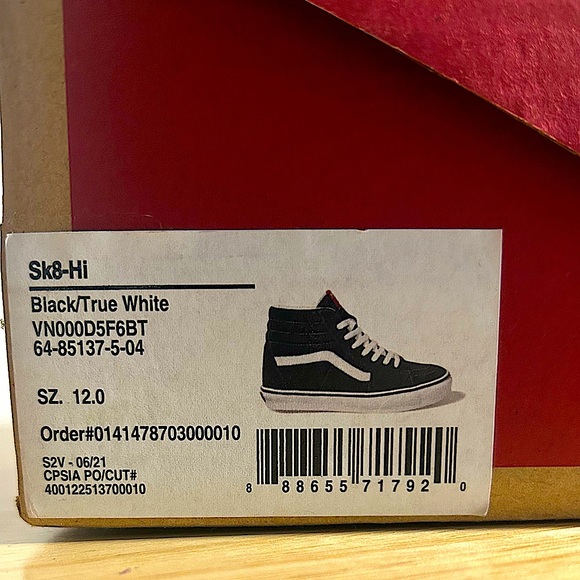 Sk8-Hi
Black/True White
VN000D5F6BT
64-85137-5-04
SZ. 12.0
Order#0141478703000010
S2V - 06/21
CPSIA PO/CUT#
400122513700010
8 88655 71792 0